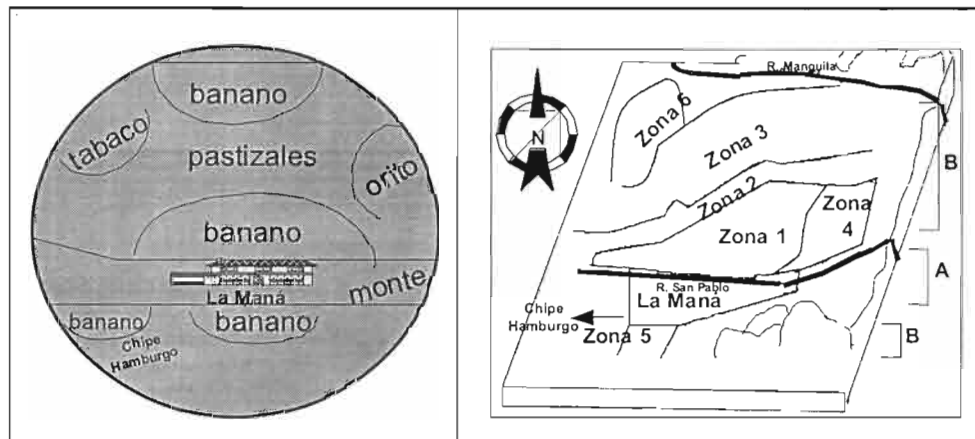 banano
tabaco
pastizales
orito
banano
La Maná
monte
banano
banano
Chipe
Hamburgo
R. Manguila
N
Zona 6
Zona 3
B
Zona 2
Zona 1
Zona
4
A
R. San Pablo
La Maná
Chipe
Hamburgo
Zona 5
B